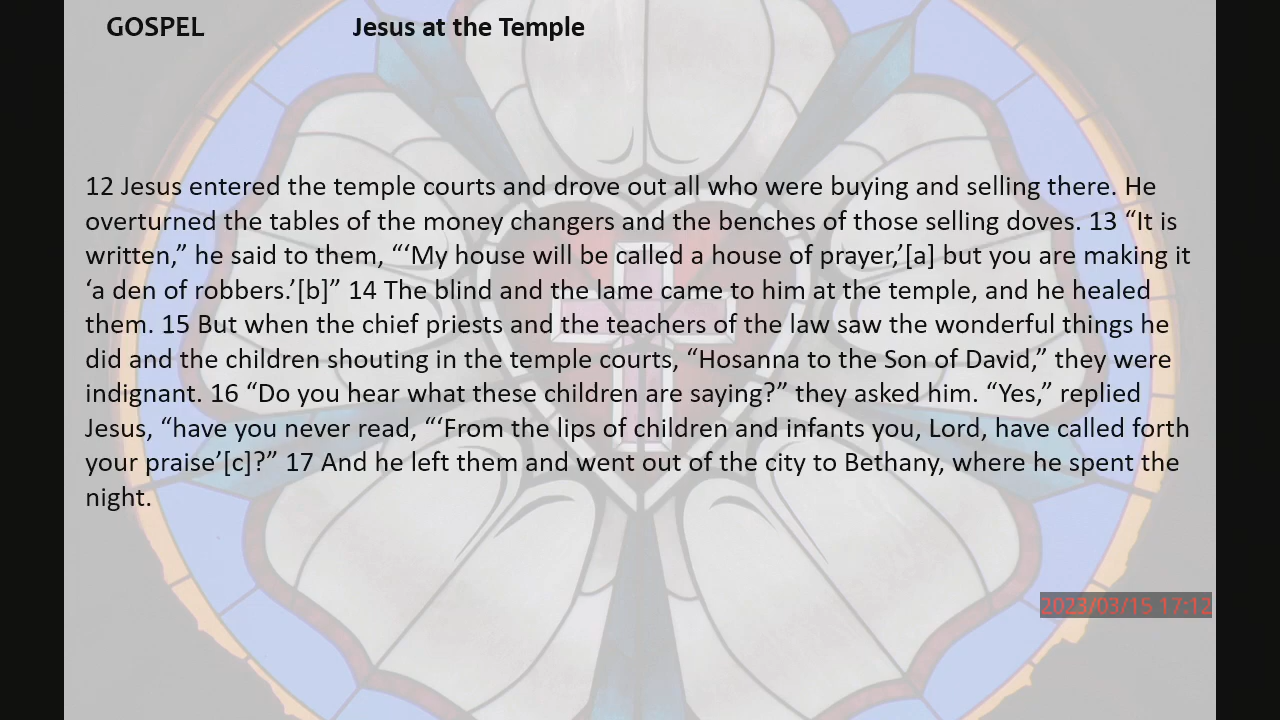 GOSPEL Jesus at the Temple
12 Jesus entered the temple courts and drove out all who were buying and selling there. He
overturned the tables of the money changers and the benches of those selling doves. 13 “It is
written,” he said to them, “‘My house will be called a house of prayer,’[a] but you are making it
‘a den of robbers.’[b]” 14 The blind and the lame came to him at the temple, and he healed
them. 15 But when the chief priests and the teachers of the law saw the wonderful things he
did and the children shouting in the temple courts, “Hosanna to the Son of David,” they were
indignant. 16 “Do you hear what these children are saying?” they asked him. “Yes,” replied
Jesus, “have you never read, “‘From the lips of children and infants you, Lord, have called forth
your praise’[c]?” 17 And he left them and went out of the city to Bethany, where he spent the
night.
2023/03/15 17:12